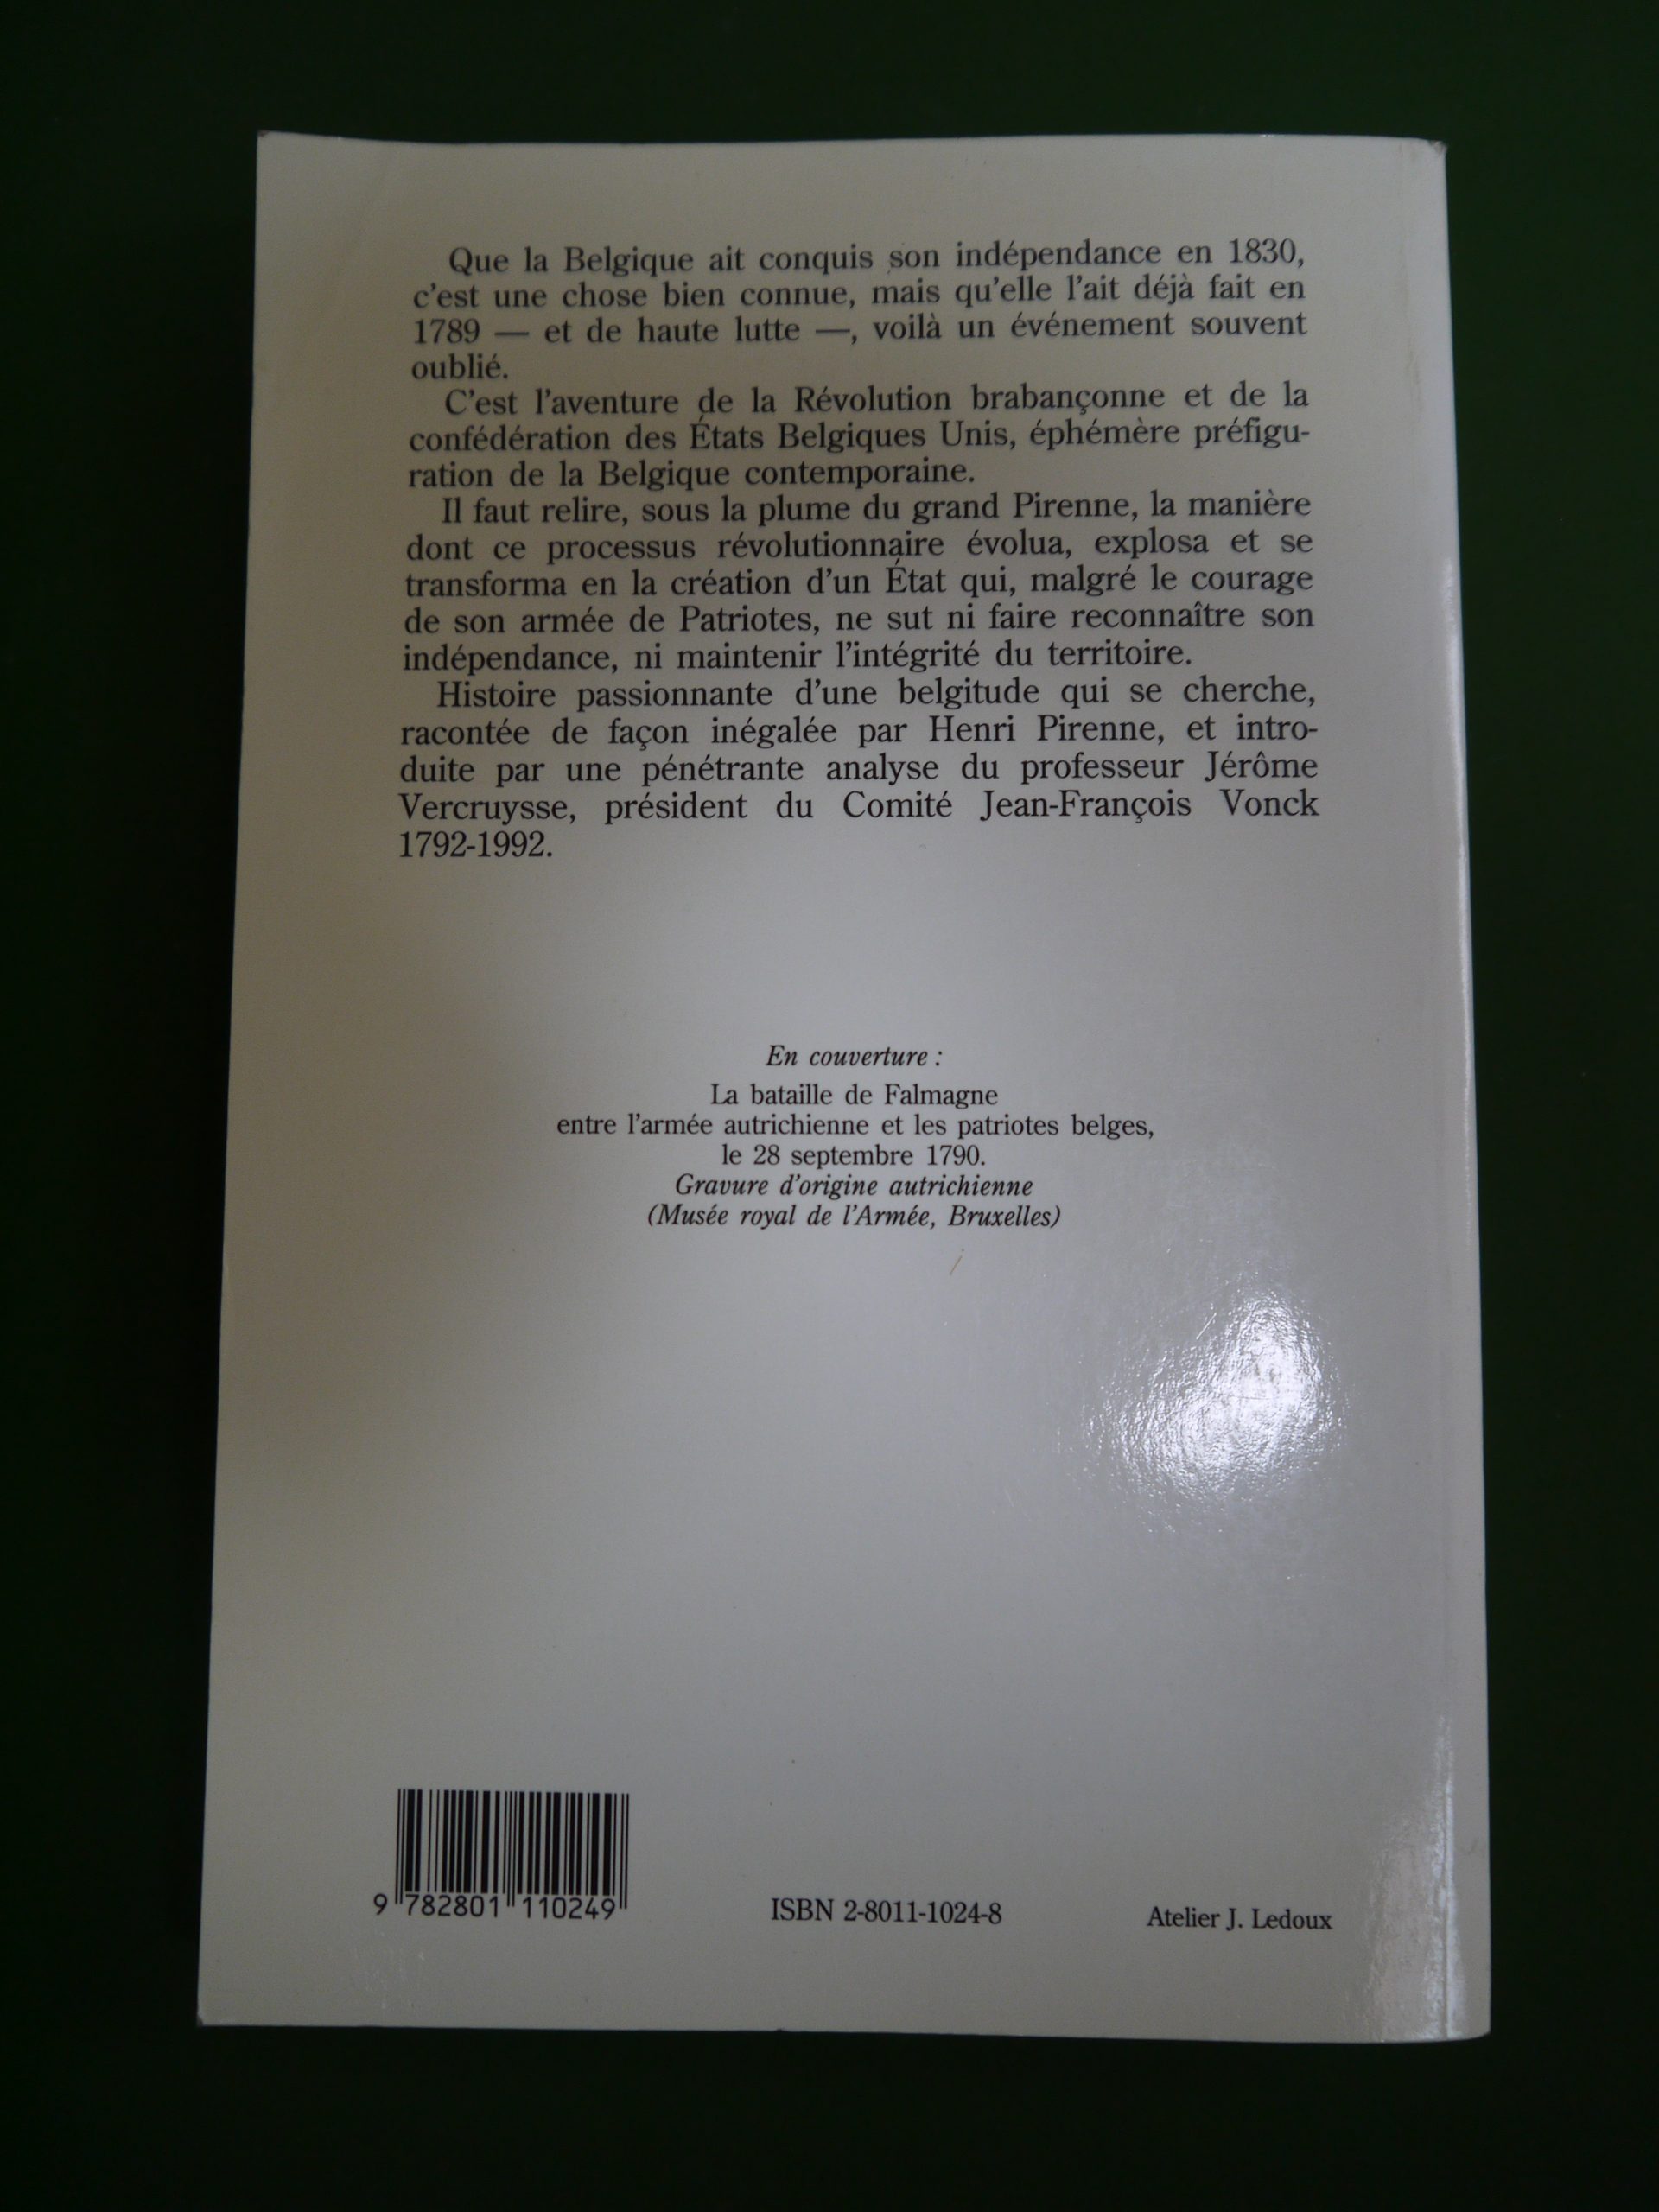 Que la Belgique ait conquis son indépendance en 1830,
c'est une chose bien connue, mais qu'elle l'ait déjà fait en
1789 — et de haute lutte —, voilà un événement souvent
oublié.
C'est l'aventure de la Révolution brabançonne et de la
confédération des États Belgiques Unis, éphémère préfigu-
ration de la Belgique contemporaine.
Il faut relire, sous la plume du grand Pirenne, la manière
dont ce processus révolutionnaire évolua, explosa et se
transforma en la création d'un État qui, malgré le courage
de son armée de Patriotes, ne sut ni faire reconnaître son
indépendance, ni maintenir l'intégrité du territoire.
Histoire passionnante d'une belgitude qui se cherche,
racontée de façon inégalée par Henri Pirenne, et intro-
duite par une pénétrante analyse du professeur Jérôme
Vercruysse, président du Comité Jean-François Vonck
1792-1992.
En couverture :
La bataille de Falmagne
entre l'armée autrichienne et les patriotes belges,
le 28 septembre 1790.
Gravure d'origine autrichienne
(Musée royal de l'Armée, Bruxelles)
9 782801 110249
ISBN 2-8011-1024-8
Atelier J. Ledoux